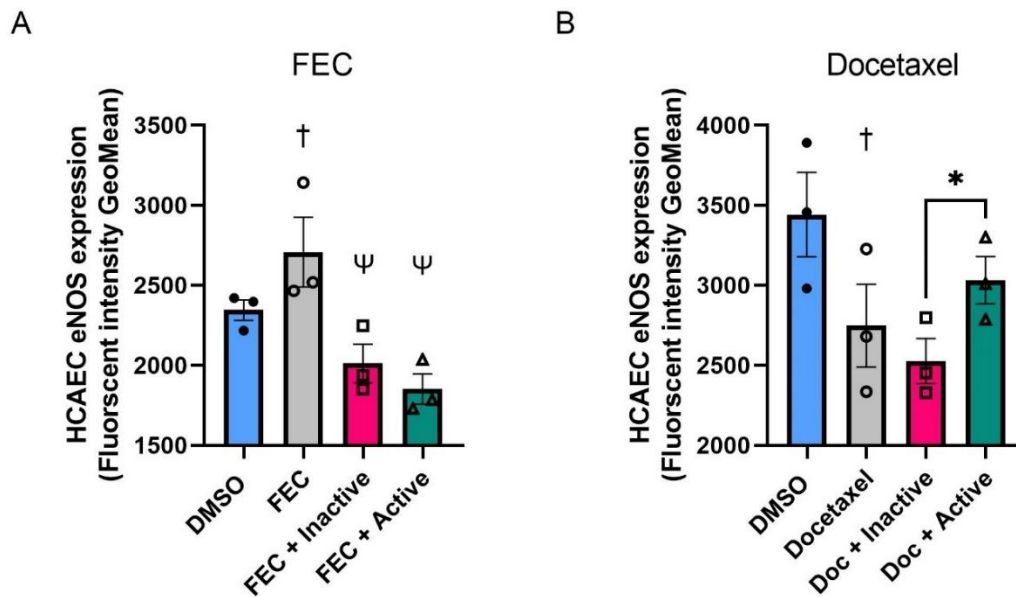 A
FEC
HCAEC eNOS expression
(Fluorscent intensity GeoMean)
3500
3000
2500
2000
1500
†
Ψ
Ψ
DMSO
FEC
FEC + Inactive
FEC + Active
B
Docetaxel
HCAEC eNOS expression
(Fluorscent intensity GeoMean)
4000
3500
3000
2500
2000
†
*
DMSO
Docetaxel
Doc + Inactive
Doc + Active